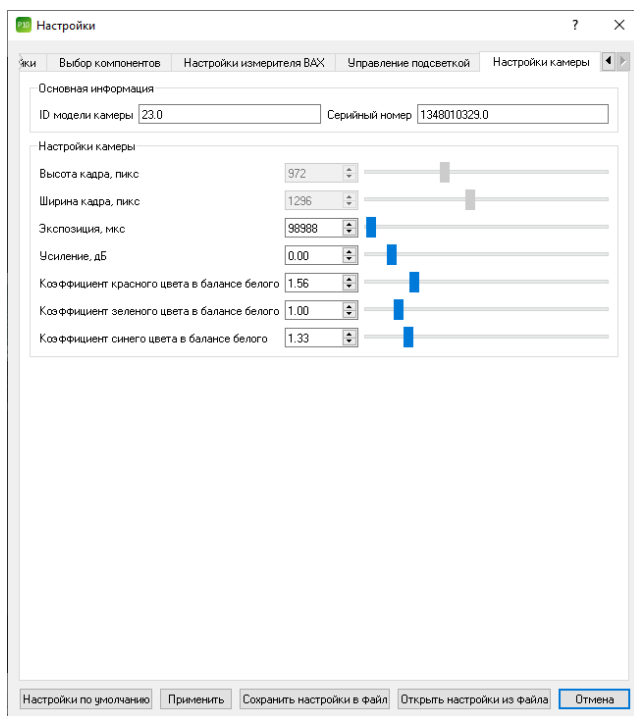 P3D Настройки ? ×
йки Выбор компонентов Настройки измерителя ВАХ Управление подсветкой Настройки камеры
Основная информация
ID модели камеры 23.0 Серийный номер 1348010329.0
Настройки камеры
Высота кадра, пикс 972
Ширина кадра, пикс 1296
Экспозиция, мкс 98988
Усиление, дБ 0.00
Коэффициент красного цвета в балансе белого 1.56
Коэффициент зеленого цвета в балансе белого 1.00
Коэффициент синего цвета в балансе белого 1.33
Настройки по умолчанию Применить Сохранить настройки в файл Открыть настройки из файла Отмена